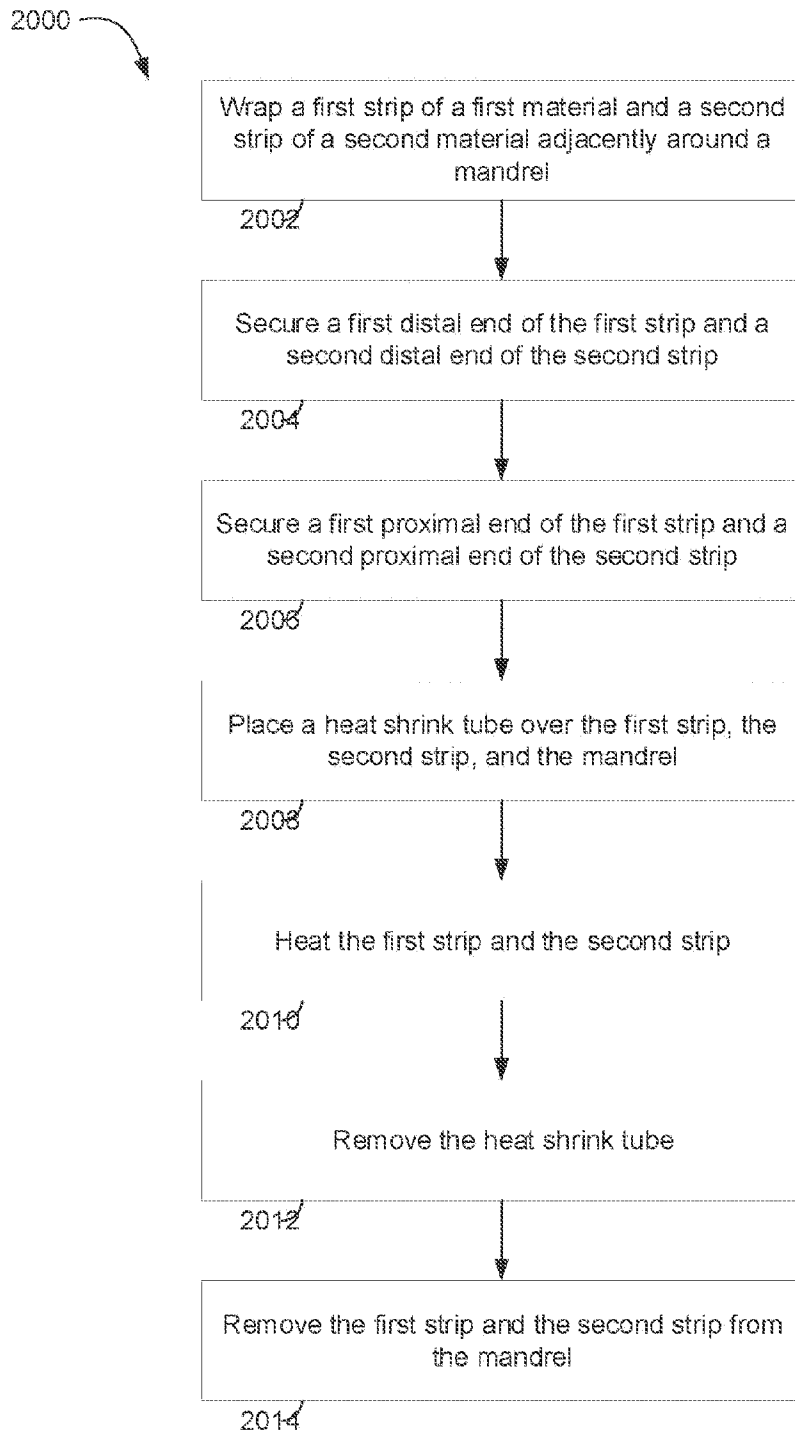 2000
Wrap a first strip of a first material and a second
strip of a second material adjacently around a
mandrel
2002
Secure a first distal end of the first strip and a
second distal end of the second strip
2004
Secure a first proximal end of the first strip and a
second proximal end of the second strip
2006
Place a heat shrink tube over the first strip, the
second strip, and the mandrel
2008
Heat the first strip and the second strip
2010
Remove the heat shrink tube
2012
Remove the first strip and the second strip from
the mandrel
2014